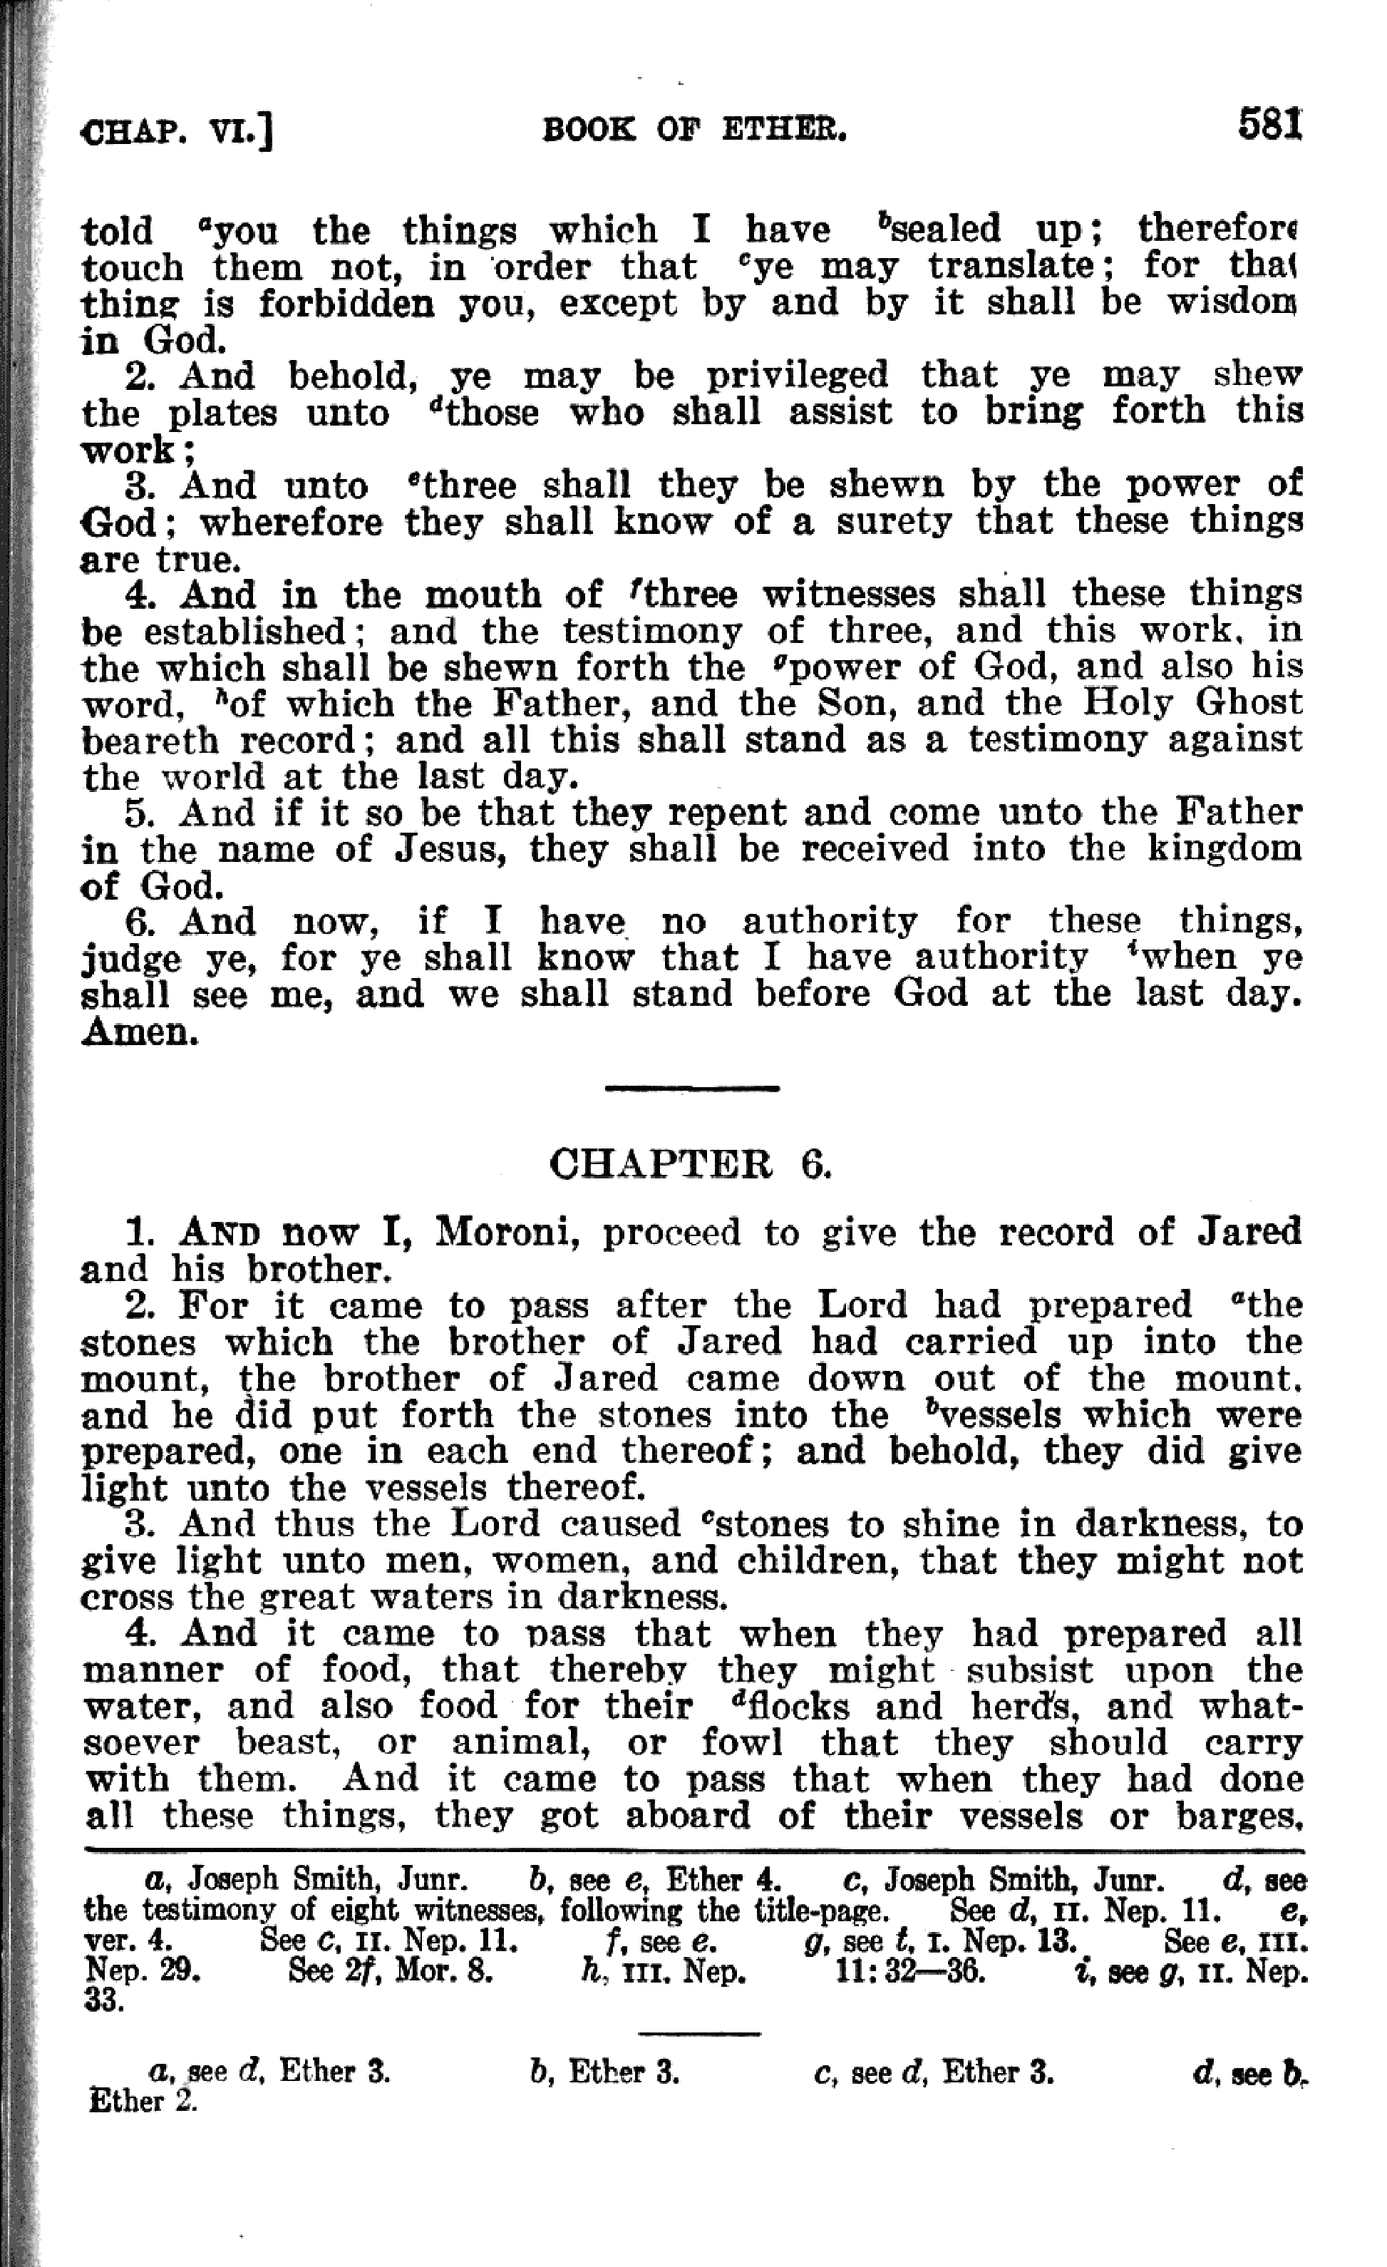 CHAP. VI.] BOOK OF ETHER. 581
told ᵃyou the things which I have ᵇsealed up; therefore
touch them not, in order that ᶜye may translate; for that
thing is forbidden you, except by and by it shall be wisdom
in God.
2. And behold, ye may be privileged that ye may shew
the plates unto ᵈthose who shall assist to bring forth this
work;
3. And unto ᵉthree shall they be shewn by the power of
God; wherefore they shall know of a surety that these things
are true.
4. And in the mouth of ᶠthree witnesses shall these things
be established; and the testimony of three, and this work, in
the which shall be shewn forth the ᵍpower of God, and also his
word, ʰof which the Father, and the Son, and the Holy Ghost
beareth record; and all this shall stand as a testimony against
the world at the last day.
5. And if it so be that they repent and come unto the Father
in the name of Jesus, they shall be received into the kingdom
of God.
6. And now, if I have no authority for these things,
judge ye, for ye shall know that I have authority ⁱwhen ye
shall see me, and we shall stand before God at the last day.
Amen.
CHAPTER 6.
1. AND now I, Moroni, proceed to give the record of Jared
and his brother.
2. For it came to pass after the Lord had prepared ᵃthe
stones which the brother of Jared had carried up into the
mount, the brother of Jared came down out of the mount,
and he did put forth the stones into the ᵇvessels which were
prepared, one in each end thereof; and behold, they did give
light unto the vessels thereof.
3. And thus the Lord caused ᶜstones to shine in darkness, to
give light unto men, women, and children, that they might not
cross the great waters in darkness.
4. And it came to pass that when they had prepared all
manner of food, that thereby they might subsist upon the
water, and also food for their ᵈflocks and herds, and what-
soever beast, or animal, or fowl that they should carry
with them. And it came to pass that when they had done
all these things, they got aboard of their vessels or barges,
a, Joseph Smith, Junr. b, see e, Ether 4. c, Joseph Smith, Junr. d, see
the testimony of eight witnesses, following the title-page. See d, II. Nep. 11. e,
ver. 4. See c, II. Nep. 11. f, see e. g, see t, I. Nep. 13. See e, III.
Nep. 29. See 2f, Mor. 8. h, III. Nep. 11: 32—36. i, see g, II. Nep.
33.
a, see d, Ether 3. b, Ether 3. c, see d, Ether 3. d, see b,
Ether 2.